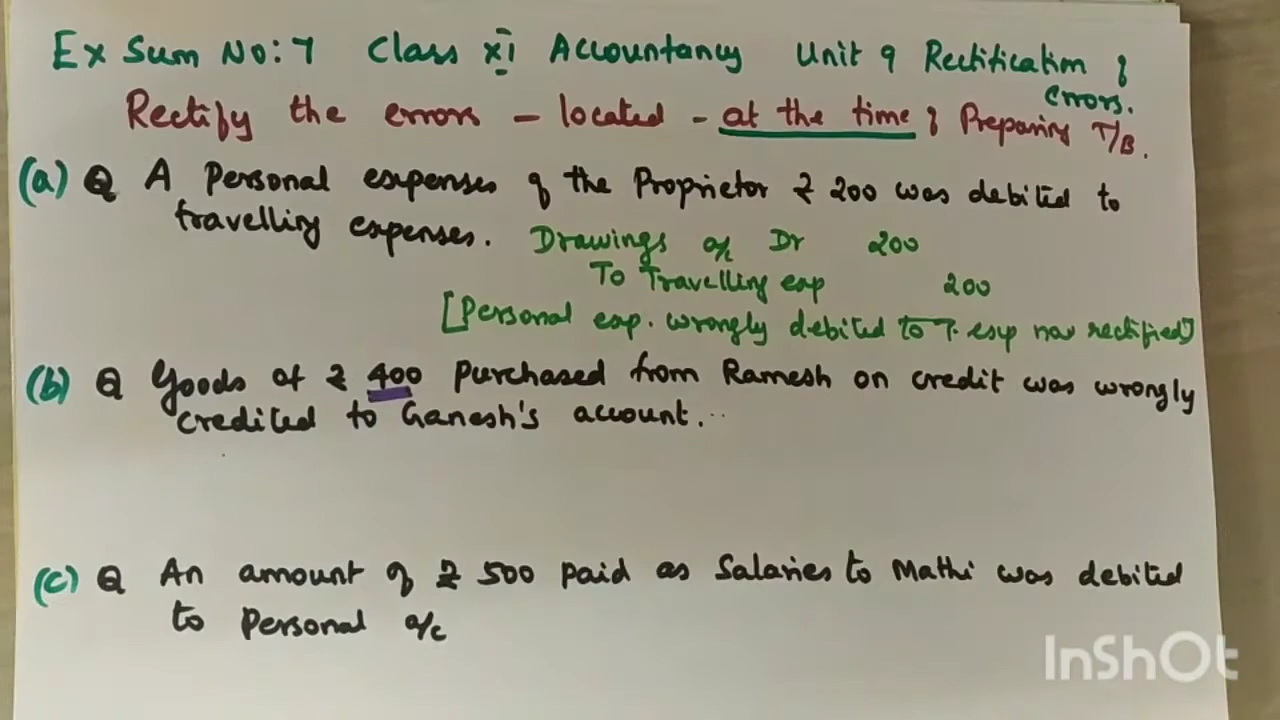 Ex Sum No: 7 Class XI Accountancy Unit 9 Rectification of
errors.
Rectify the errors - located - at the time of Preparing T/B.
(a) Q A Personal expenses of the Proprietor ₹ 200 was debited to
travelling expenses. Drawings a/c Dr 200
To Travelling exp 200
[Personal exp. wrongly debited to T. exp now rectified]
(b) Q Goods of ₹ 400 Purchased from Ramesh on credit was wrongly
credited to Ganesh's account.
(c) Q An amount of ₹ 500 paid as Salaries to Mathi was debited
to Personal a/c
InShOt